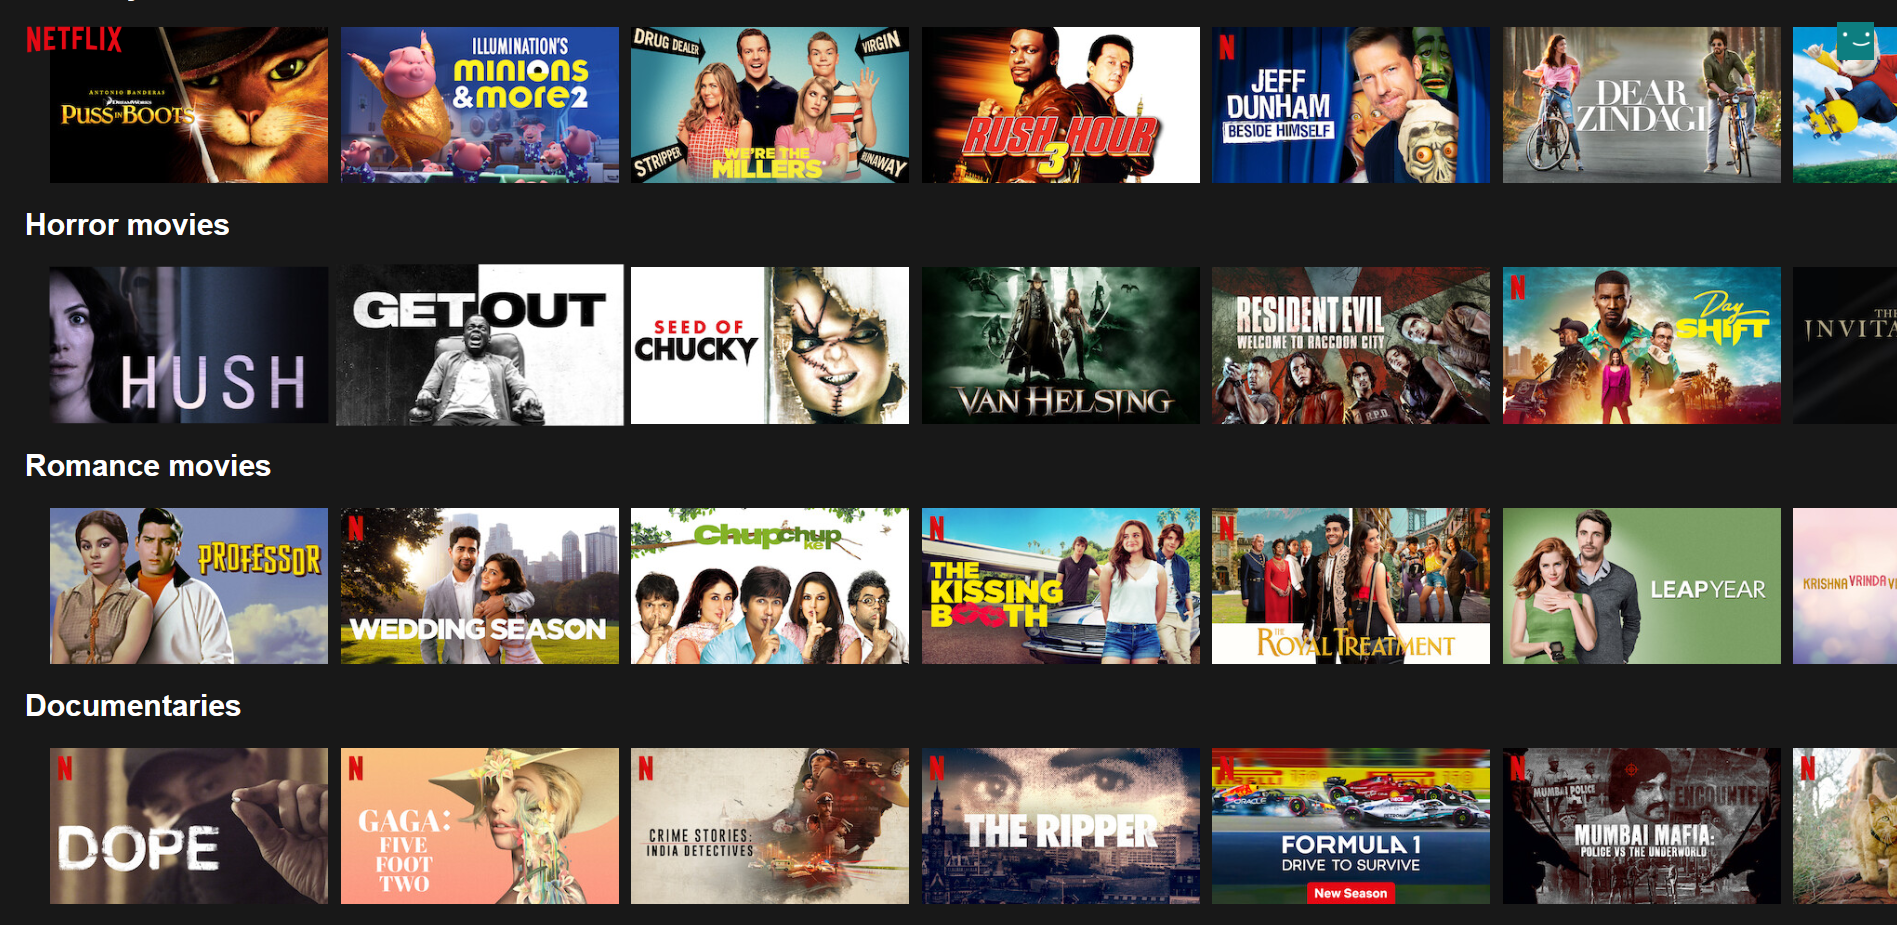 NETFLIX
ANTONIO BANDERAS
DREAMWORKS
PUSS IN BOOTS
ILLUMINATION'S
minions
&more2
DRUG DEALER
VIRGIN
STRIPPER
RUNAWAY
WE'RE THE
MILLERS
RUSH HOUR
3
N
JEFF
DUNHAM
BESIDE HIMSELF
DEAR
ZINDAGI
Horror movies
HUSH
GET OUT
SEED OF
CHUCKY
VAN HELSING
RESIDENT EVIL
WELCOME TO RACCOON CITY
R.P.D.
N
Day
SHIFT
THE
INVITA
Romance movies
PROFESSOR
N
WEDDING SEASON
Chup chup
ke
N
THE
KISSING
BOOTH
N
THE
ROYAL TREATMENT
LEAP YEAR
KRISHNA VRINDA VI
Documentaries
N
DOPE
N
GAGA:
FIVE
FOOT
TWO
N
CRIME STORIES:
INDIA DETECTIVES
N
THE RIPPER
N
ORACLE
PETRONAS
FORMULA 1
DRIVE TO SURVIVE
New Season
N
MUMBAI POLICE
ENCOUNTER
MUMBAI MAFIA:
POLICE VS THE UNDERWORLD
N